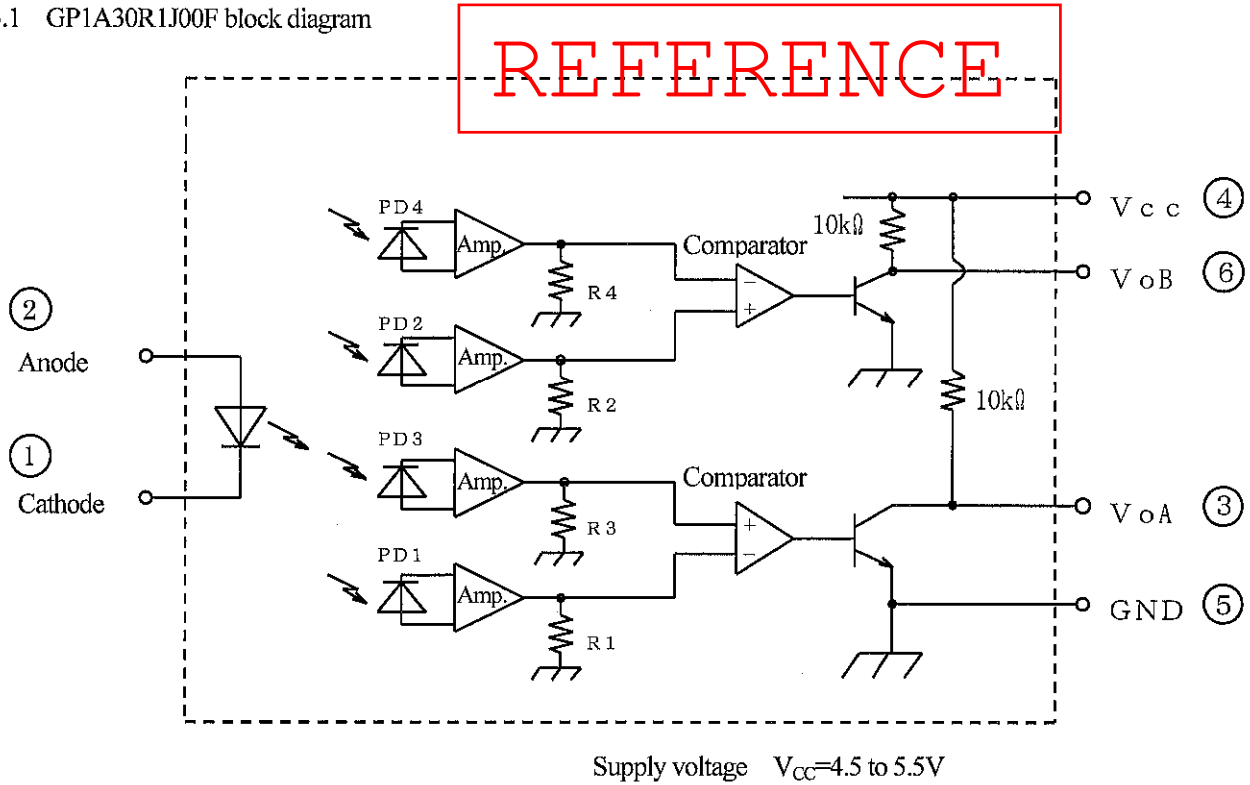 .1 GP1A30R1J00F block diagram
REFERENCE
PD4
Amp.
R4
Comparator
−
+
10kΩ
Vcc ④
VoB ⑥
②
Anode
PD2
Amp.
R2
10kΩ
①
Cathode
PD3
Amp.
R3
Comparator
+
−
VoA ③
PD1
Amp.
R1
GND ⑤
Supply voltage VCC=4.5 to 5.5V